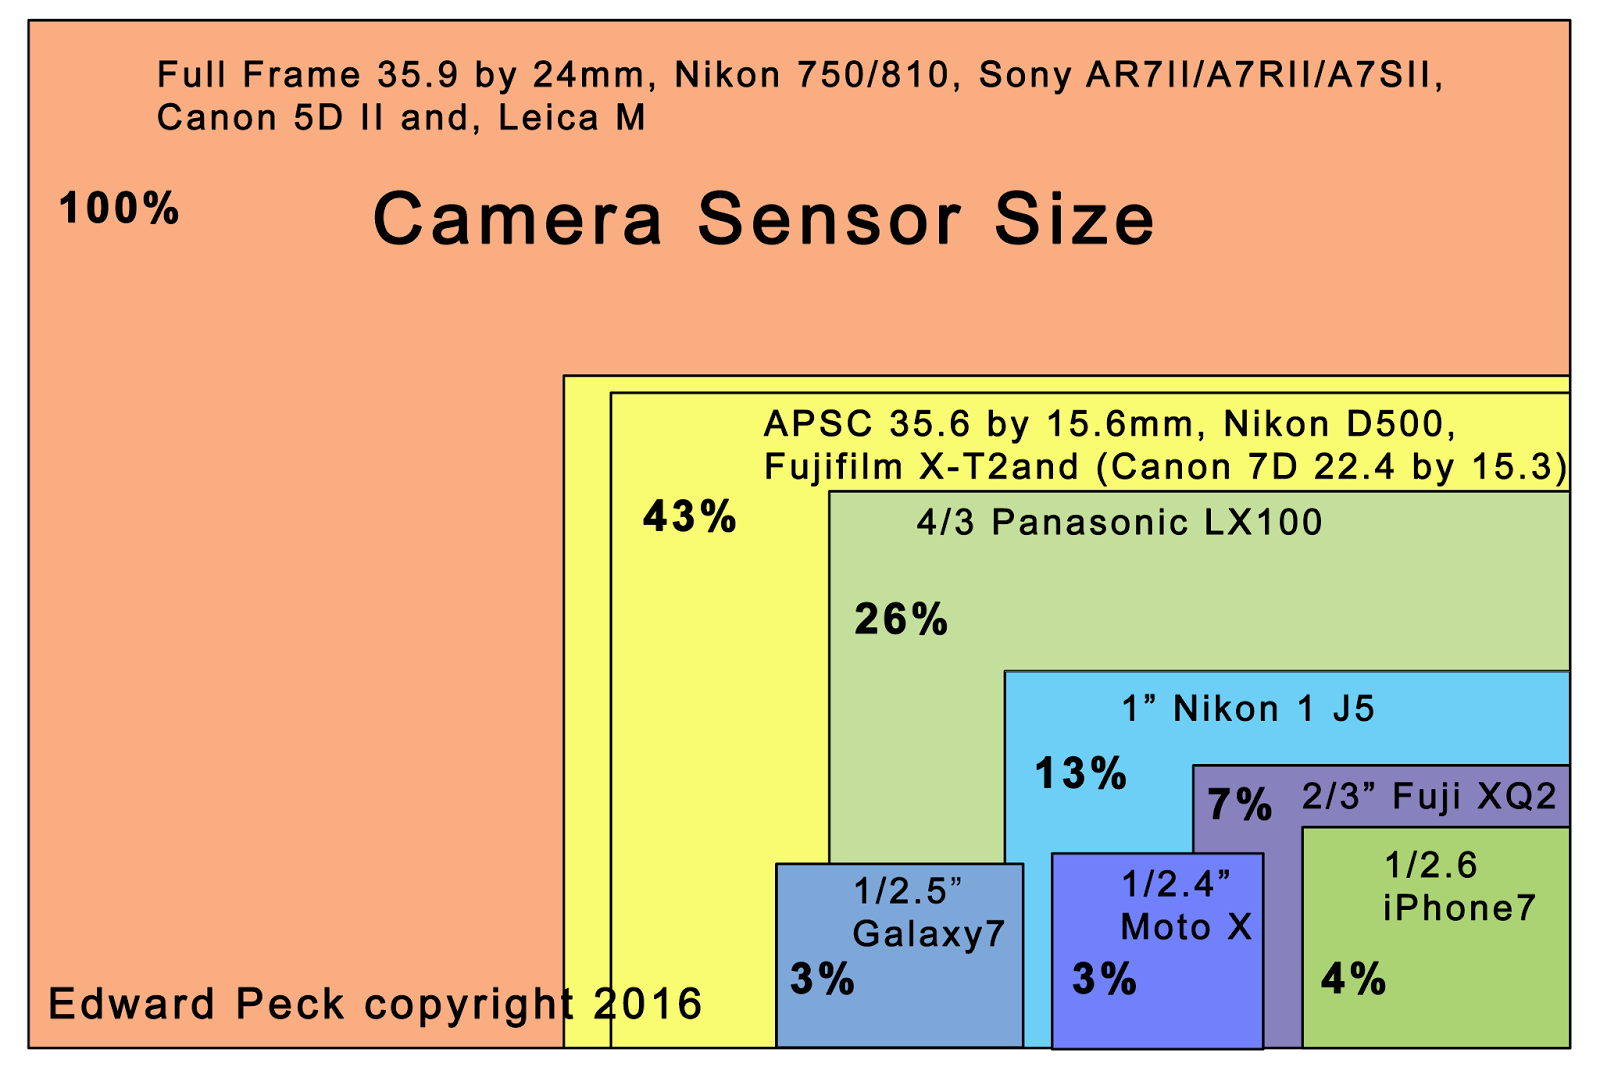 Full Frame 35.9 by 24mm, Nikon 750/810, Sony AR7II/A7RII/A7SII,
Canon 5D II and, Leica M
100%
Camera Sensor Size
APSC 35.6 by 15.6mm, Nikon D500,
Fujifilm X-T2and (Canon 7D 22.4 by 15.3)
43%
4/3 Panasonic LX100
26%
1” Nikon 1 J5
13%
7%
2/3” Fuji XQ2
1/2.5”
Galaxy7
3%
1/2.4”
Moto X
3%
1/2.6
iPhone7
4%
Edward Peck copyright 2016